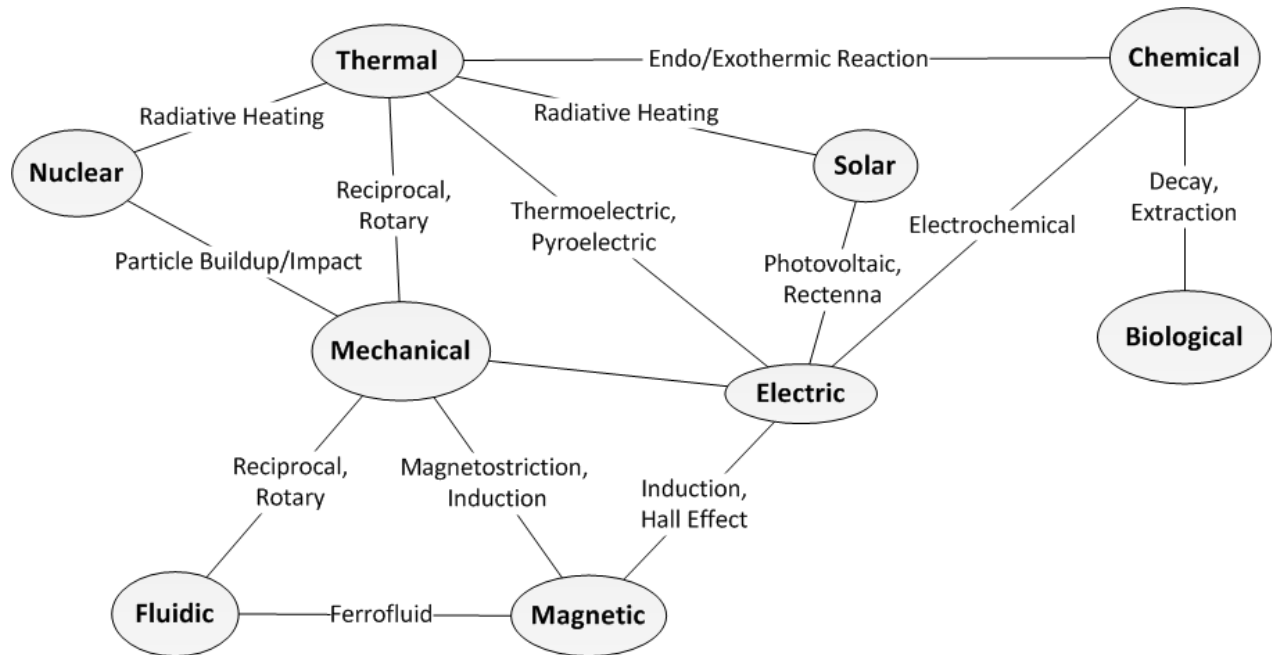 Thermal
Endo/Exothermic Reaction
Chemical
Radiative Heating
Radiative Heating
Nuclear
Solar
Reciprocal,
Rotary
Thermoelectric,
Pyroelectric
Electrochemical
Decay,
Extraction
Particle Buildup/Impact
Photovoltaic,
Rectenna
Mechanical
Biological
Electric
Reciprocal,
Rotary
Magnetostriction,
Induction
Induction,
Hall Effect
Fluidic
Ferrofluid
Magnetic